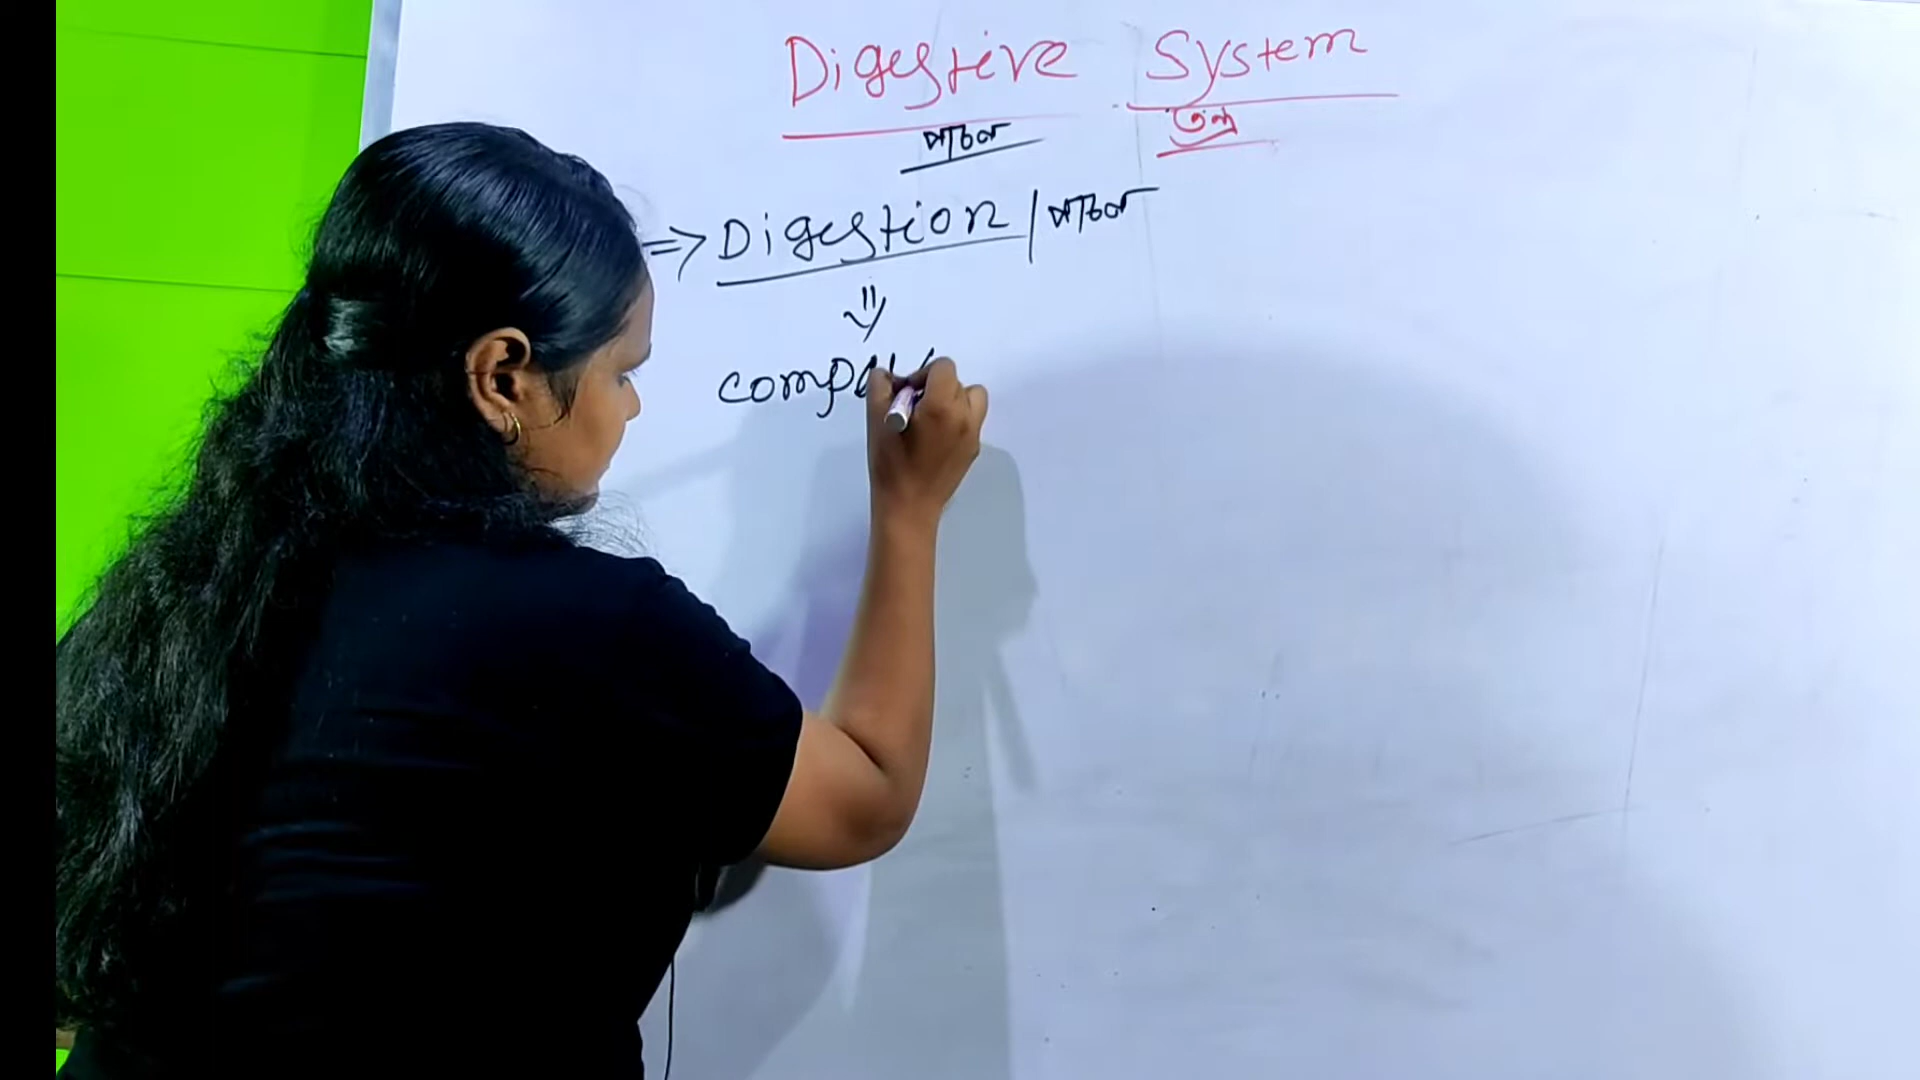 Digestive System
পাচন তন্ত্র
⇒ Digestion / পাচন
⇓